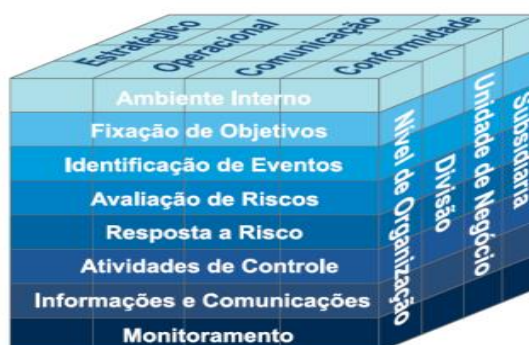 Estratégico
Operacional
Comunicação
Conformidade
Ambiente Interno
Fixação de Objetivos
Identificação de Eventos
Avaliação de Riscos
Resposta a Risco
Atividades de Controle
Informações e Comunicações
Monitoramento
Nível de Organização
Divisão
Unidade de Negócio
Subsidiária